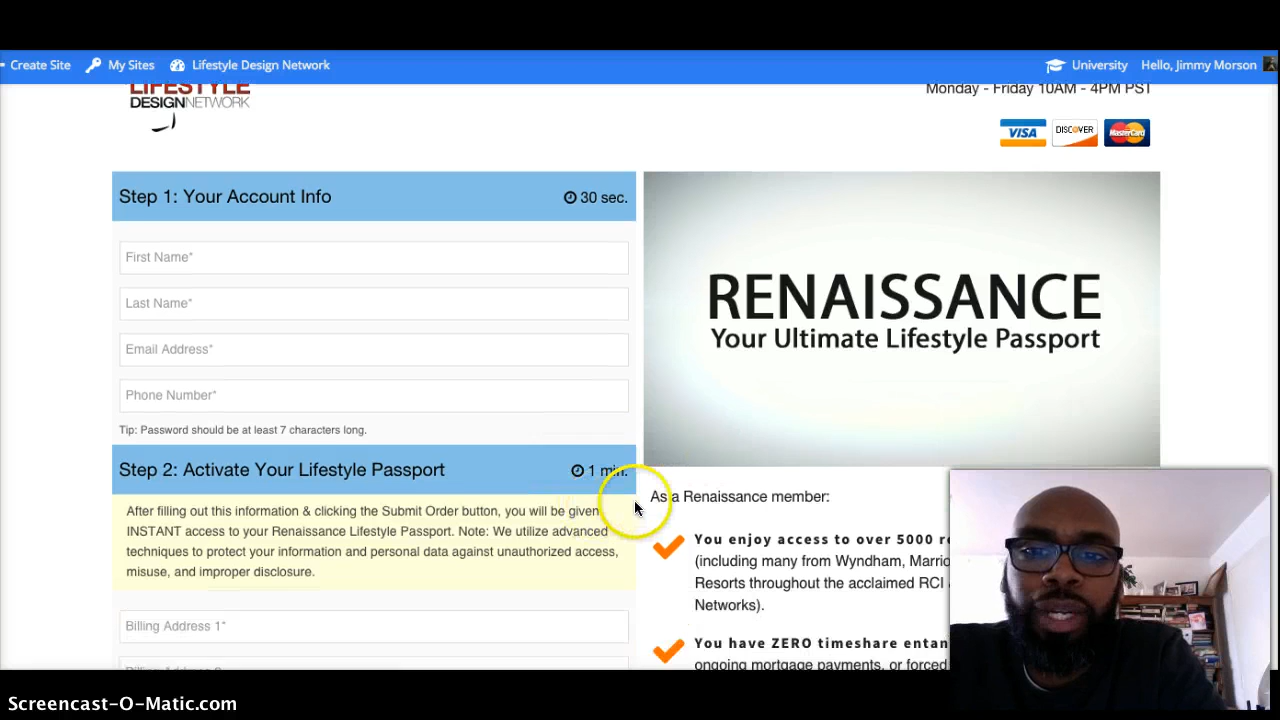 Create Site My Sites Lifestyle Design Network University Hello, Jimmy Morson
LIFESTYLE
DESIGNNETWORK
Monday - Friday 10AM - 4PM PST
VISA DISCOVER MasterCard
Step 1: Your Account Info 30 sec.
First Name*
Last Name*
Email Address*
Phone Number*
Tip: Password should be at least 7 characters long.
Step 2: Activate Your Lifestyle Passport 1 min.
After filling out this information & clicking the Submit Order button, you will be given
INSTANT access to your Renaissance Lifestyle Passport. Note: We utilize advanced
techniques to protect your information and personal data against unauthorized access,
misuse, and improper disclosure.
Billing Address 1*
RENAISSANCE
Your Ultimate Lifestyle Passport
As a Renaissance member:
You enjoy access to over 5000
(including many from Wyndham,
Resorts throughout the acclaimed RCI
Networks).
You have ZERO timeshare
ongoing mortgage payments, or forced
Screencast-O-Matic.com